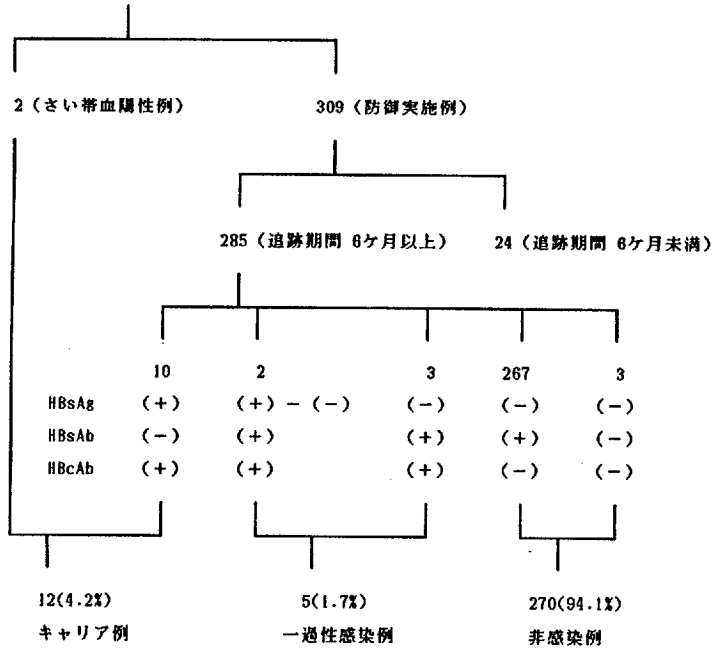 2(さい帯血陽性例) 309(防御実施例)
285(追跡期間 6ケ月以上) 24(追跡期間 6ケ月未満)
10 2 3 267 3
HBsAg (+) (+)-(-) (-) (-) (-)
HBsAb (-) (+) (+) (+) (-)
HBcAb (+) (+) (+) (-) (-)
12(4.2%) 5(1.7%) 270(94.1%)
キャリア例 一過性感染例 非感染例